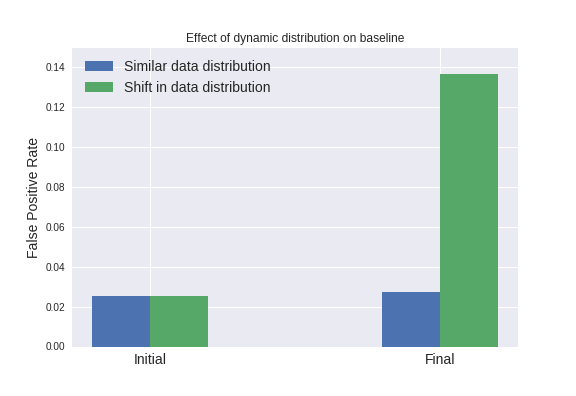 Effect of dynamic distribution on baseline
Similar data distribution
Shift in data distribution
False Positive Rate
0.14
0.12
0.10
0.08
0.06
0.04
0.02
0.00
Initial
Final